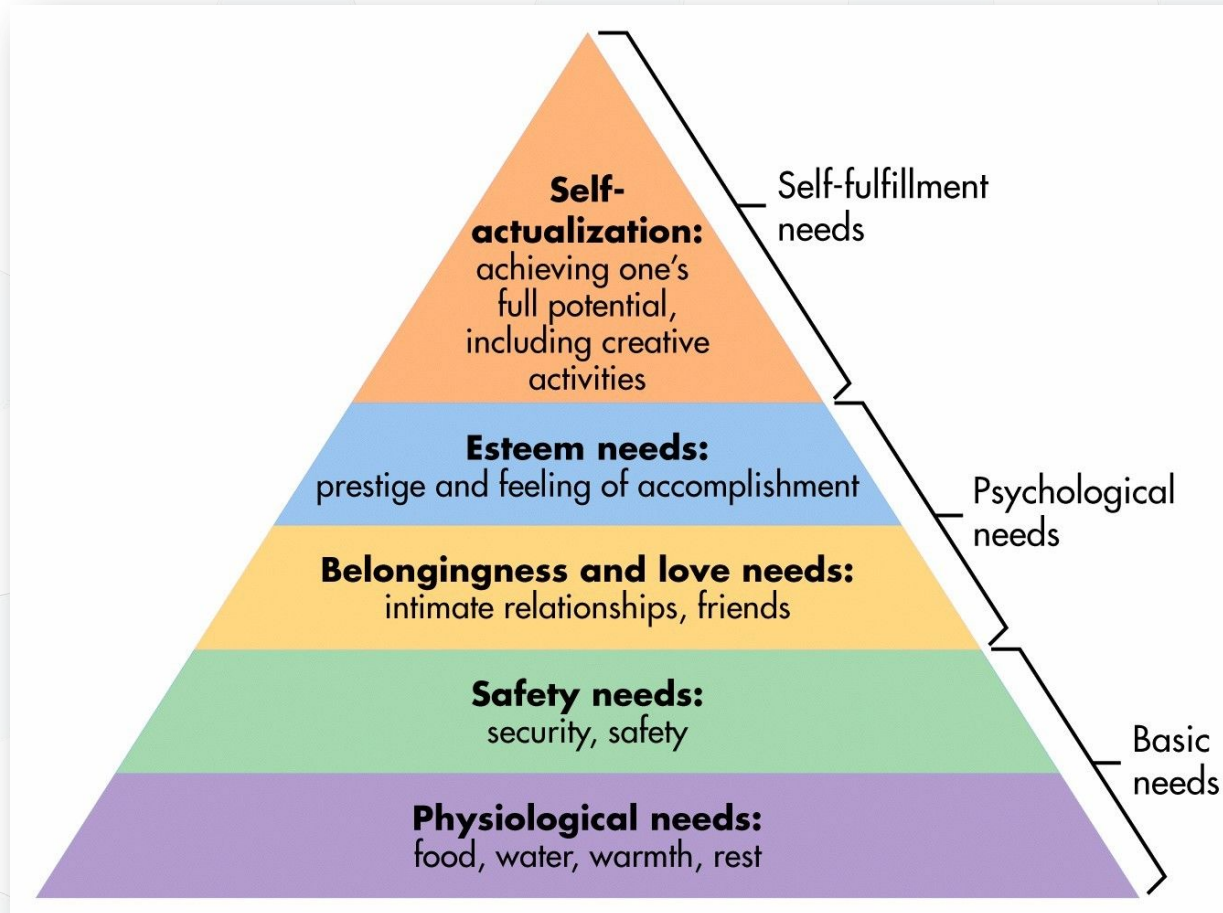 Self-
actualization:
achieving one's
full potential,
including creative
activities
Self-fulfillment
needs
Esteem needs:
prestige and feeling of accomplishment
Psychological
needs
Belongingness and love needs:
intimate relationships, friends
Safety needs:
security, safety
Basic
needs
Physiological needs:
food, water, warmth, rest